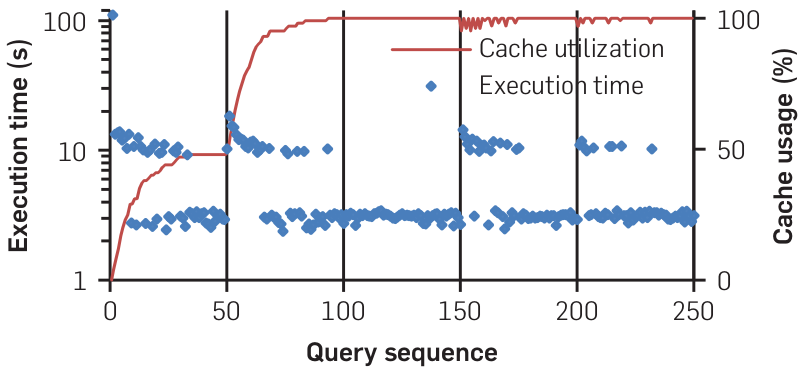 Execution time (s)
100
10
1
Cache utilization
Execution time
100
50
0
Cache usage (%)
0 50 100 150 200 250
Query sequence